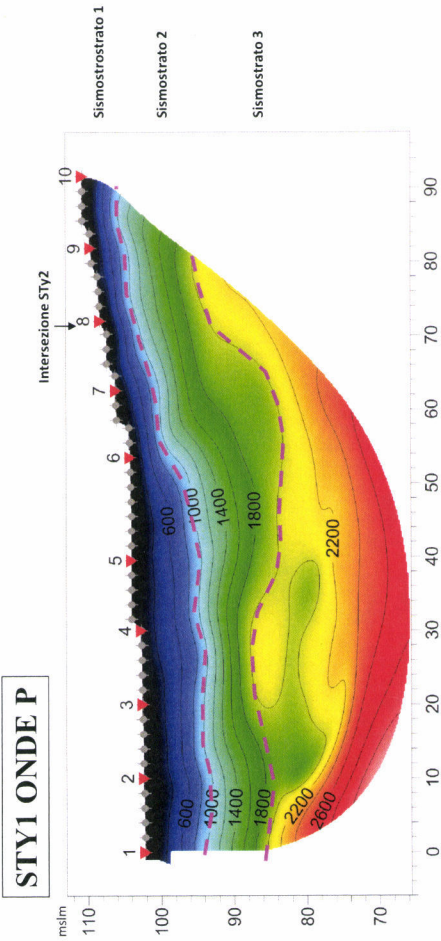 STY1 ONDE P
Sismostrostrato 1
Sismostrato 2
Sismostrato 3
Intersezione STy2
mslm
1 2 3 4 5 6 7 8 9 10
110
100
90
80
70
600 600
1000 1000
1400 1400
1800 1800
2200 2200
2600
0 10 20 30 40 50 60 70 80 90